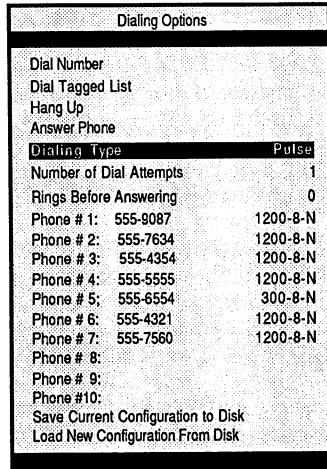 Dialing Options
Dial Number
Dial Tagged List
Hang Up
Answer Phone
Dialing Type Pulse
Number of Dial Attempts 1
Rings Before Answering 0
Phone # 1: 555-9087 1200-8-N
Phone # 2: 555-7634 1200-8-N
Phone # 3: 555-4354 1200-8-N
Phone # 4: 555-5555 1200-8-N
Phone # 5; 555-6554 300-8-N
Phone # 6: 555-4321 1200-8-N
Phone # 7: 555-7560 1200-8-N
Phone # 8:
Phone # 9:
Phone #10:
Save Current Configuration to Disk
Load New Configuration From Disk